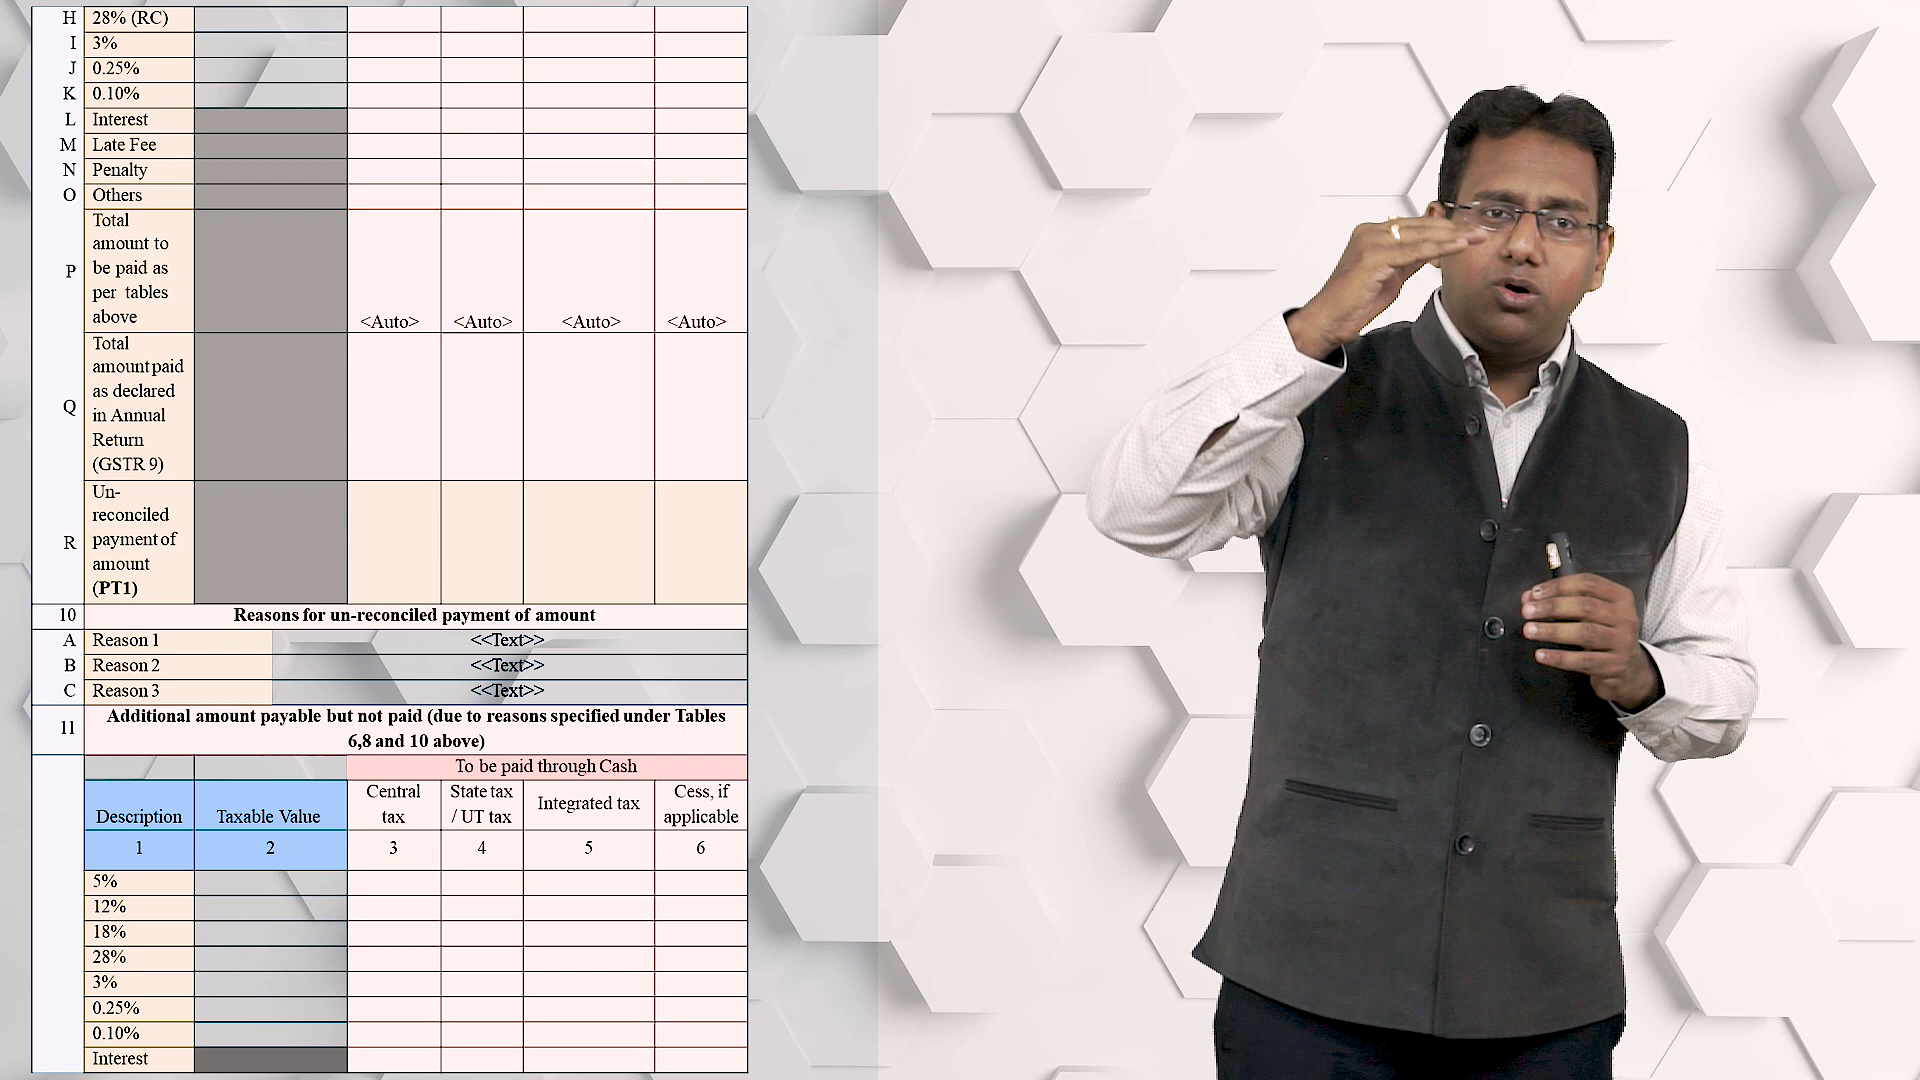 H 28% (RC)
I 3%
J 0.25%
K 0.10%
L Interest
M Late Fee
N Penalty
O Others
P Total
amount to
be paid as
per tables
above
<Auto> <Auto> <Auto> <Auto>
Q Total
amount paid
as declared
in Annual
Return
(GSTR 9)
R Un-
reconciled
payment of
amount
(PT1)
10 Reasons for un-reconciled payment of amount
A Reason 1 <<Text>>
B Reason 2 <<Text>>
C Reason 3 <<Text>>
11 Additional amount payable but not paid (due to reasons specified under Tables
6,8 and 10 above)
To be paid through Cash
Description Taxable Value Central
tax State tax
/ UT tax Integrated tax Cess, if
applicable
1 2 3 4 5 6
5%
12%
18%
28%
3%
0.25%
0.10%
Interest